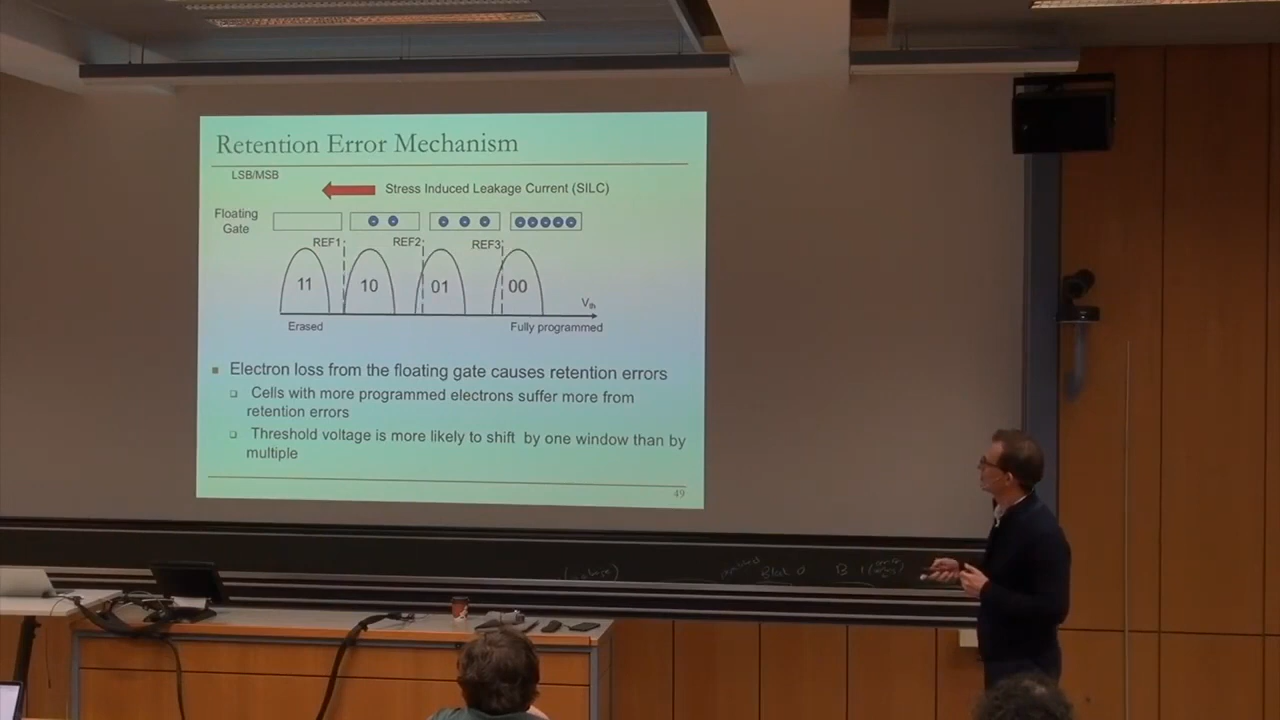 Retention Error Mechanism
LSB/MSB
Stress Induced Leakage Current (SILC)
Floating
Gate
REF1
REF2
REF3
11
10
01
00
Vth
Erased
Fully programmed
Electron loss from the floating gate causes retention errors
Cells with more programmed electrons suffer more from
retention errors
Threshold voltage is more likely to shift by one window than by
multiple
49